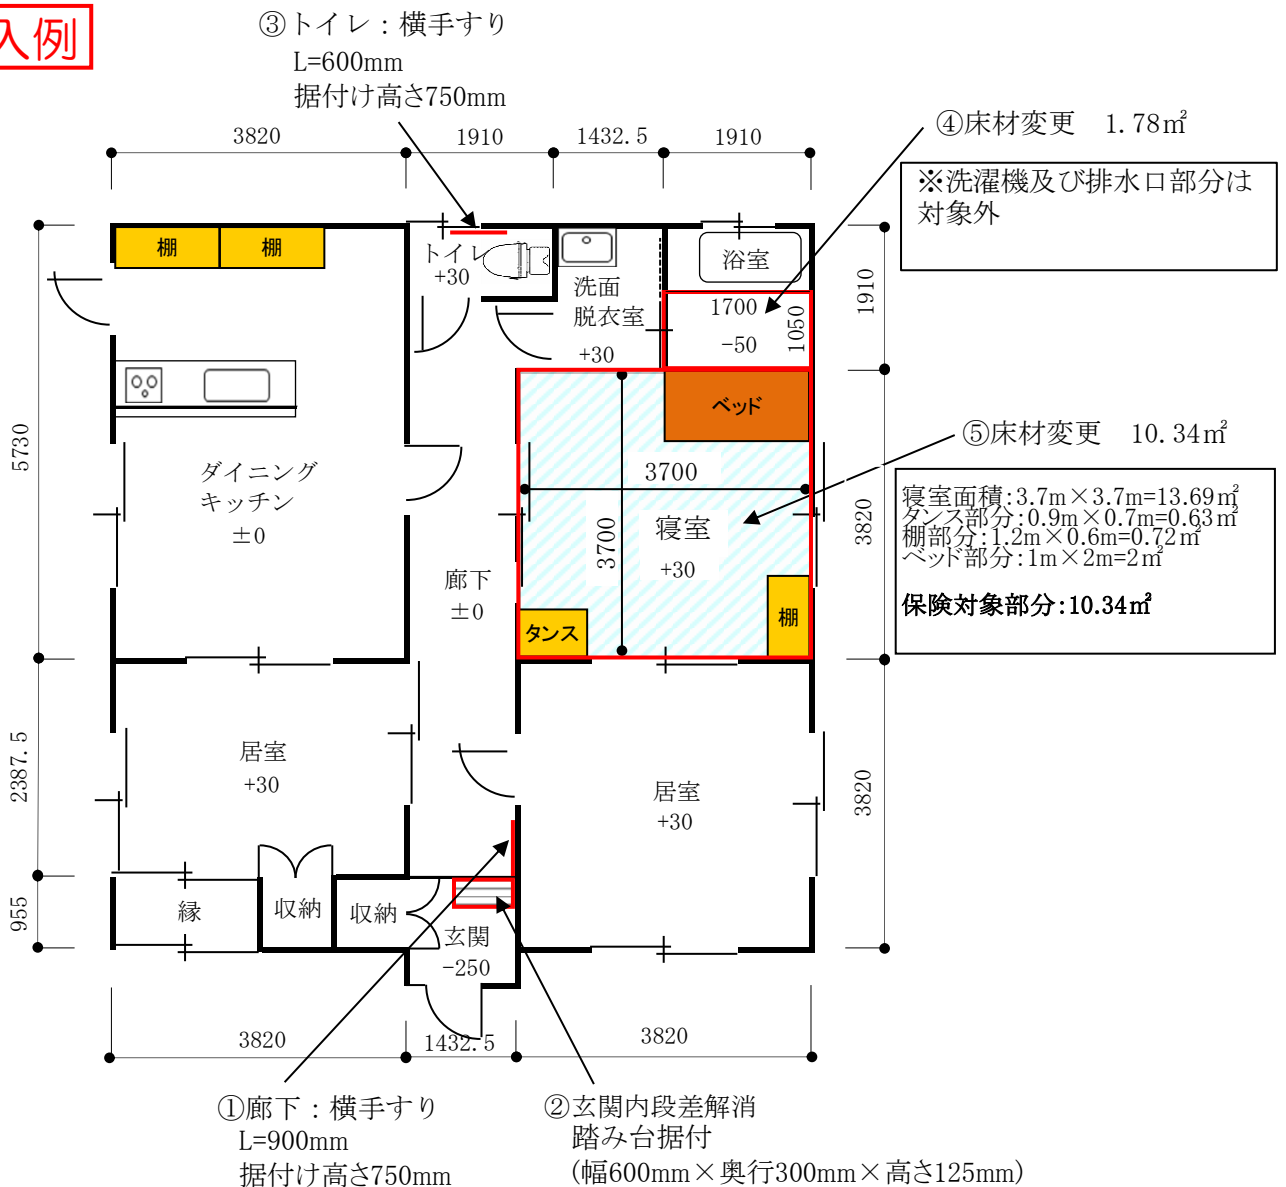 入例
③トイレ：横手すり
L=600mm
据付け高さ750mm
④床材変更　1.78㎡
※洗濯機及び排水口部分は
対象外
3820
1910
1432.5
1910
棚
棚
トイレ
+30
洗面
脱衣室
+30
浴室
1700
1050
-50
1910
5730
ダイニング
キッチン
±0
廊下
±0
ベッド
3700
3700
寝室
+30
タンス
棚
3820
⑤床材変更　10.34㎡
寝室面積:3.7m×3.7m=13.69㎡
タンス部分:0.9m×0.7m=0.63㎡
棚部分:1.2m×0.6m=0.72㎡
ベッド部分:1m×2m=2㎡
保険対象部分:10.34㎡
2387.5
居室
+30
居室
+30
3820
955
縁
収納
収納
玄関
-250
3820
1432.5
3820
①廊下：横手すり
L=900mm
据付け高さ750mm
②玄関内段差解消
踏み台据付
(幅600mm×奥行300mm×高さ125mm)